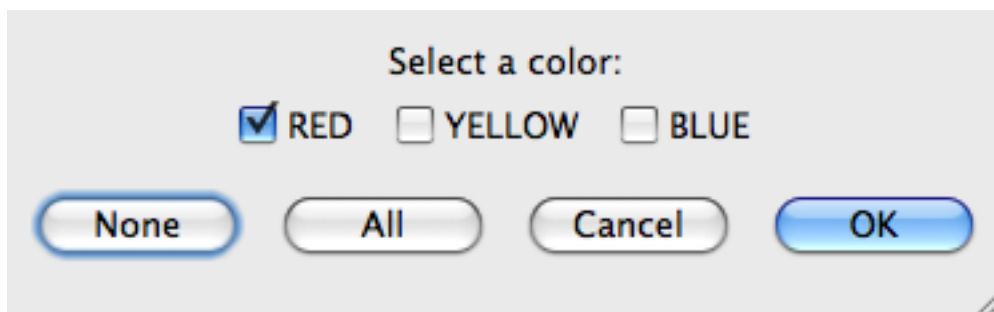 Select a color:
RED YELLOW BLUE
None All Cancel OK